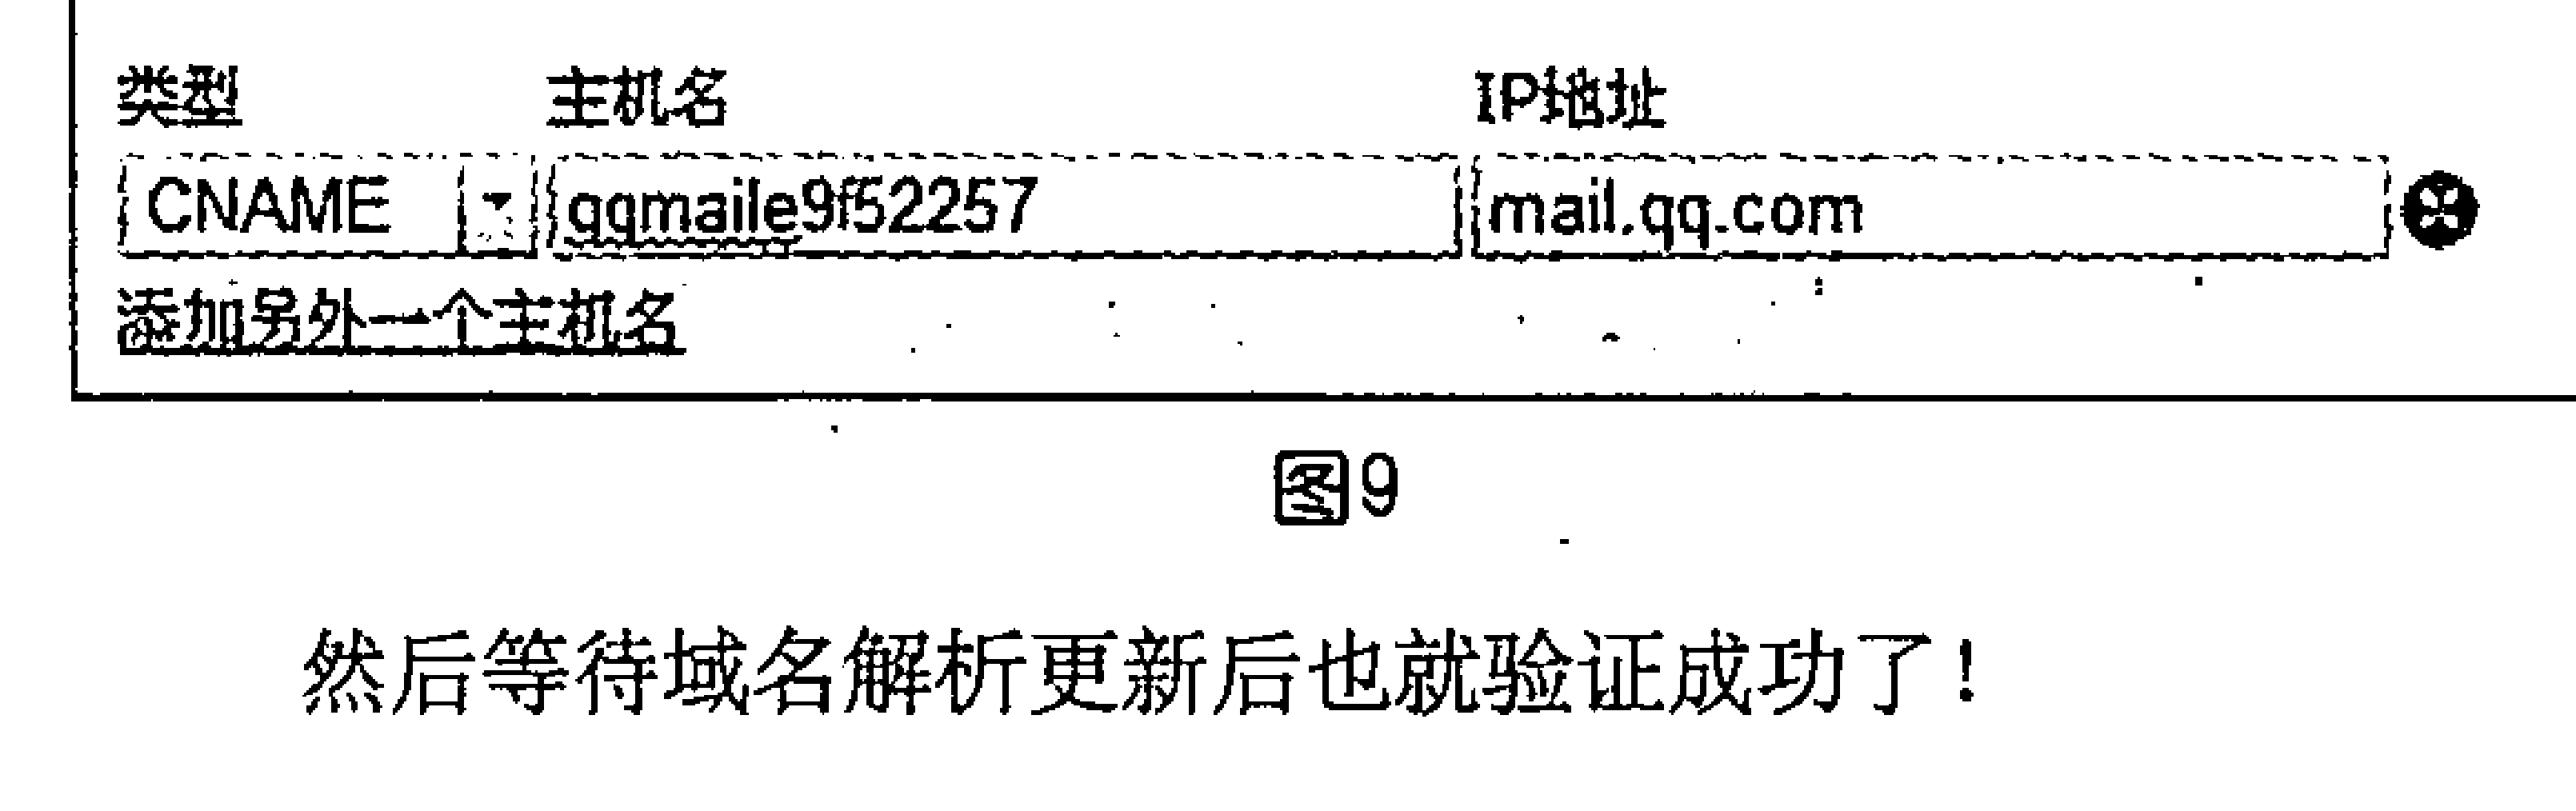 类型 主机名 IP地址
CNAME qqmaile9f52257 mail.qq.com
添加另外一个主机名
图9
然后等待域名解析更新后也就验证成功了！